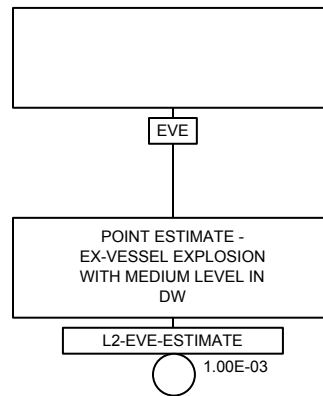 EVE
POINT ESTIMATE -
EX-VESSEL EXPLOSION
WITH MEDIUM LEVEL IN
DW
L2-EVE-ESTIMATE
1.00E-03